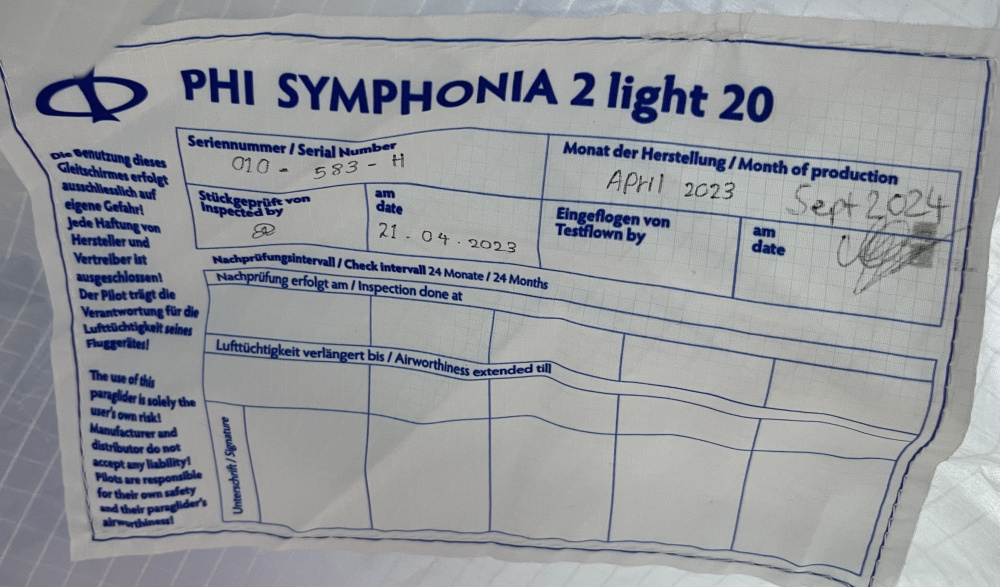 PHI SYMPHONIA 2 light 20
Die Benutzung dieses
Gleitschirmes erfolgt
ausschliesslich auf
eigene Gefahr!
Jede Haftung von
Hersteller und
Vertreiber ist
ausgeschlossen!
Der Pilot trägt die
Verantwortung für die
Lufttüchtigkeit seines
Fluggerätes!
The use of this
paraglider is solely the
user's own risk!
Manufacturer and
distributor do not
accept any liability!
Pilots are responsible
for their own safety
and their paraglider's
airworthiness!
Seriennummer / Serial Number
010 - 583 - H
Monat der Herstellung / Month of production
April 2023
Sept 2024
Stückgeprüft von
Inspected by
am
date
21.04.2023
Eingeflogen von
Testflown by
am
date
Nachprüfungsintervall / Check intervall 24 Monate / 24 Months
Nachprüfung erfolgt am / Inspection done at
Lufttüchtigkeit verlängert bis / Airworthiness extended till
Unterschrift / Signature